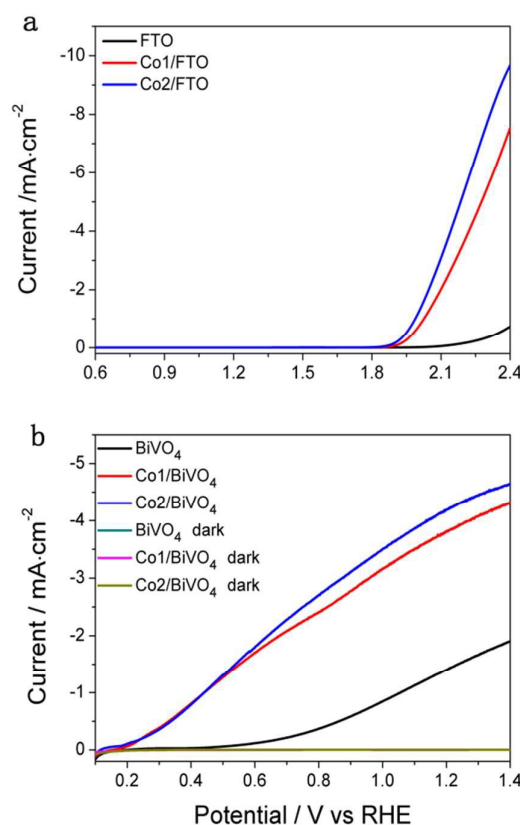 a
FTO
Co1/FTO
Co2/FTO
-10
-8
-6
-4
-2
0
Current /mA·cm⁻²
0.6 0.9 1.2 1.5 1.8 2.1 2.4
b
BiVO₄
Co1/BiVO₄
Co2/BiVO₄
BiVO₄ dark
Co1/BiVO₄ dark
Co2/BiVO₄ dark
-5
-4
-3
-2
-1
0
Current / mA·cm⁻²
0.2 0.4 0.6 0.8 1.0 1.2 1.4
Potential / V vs RHE